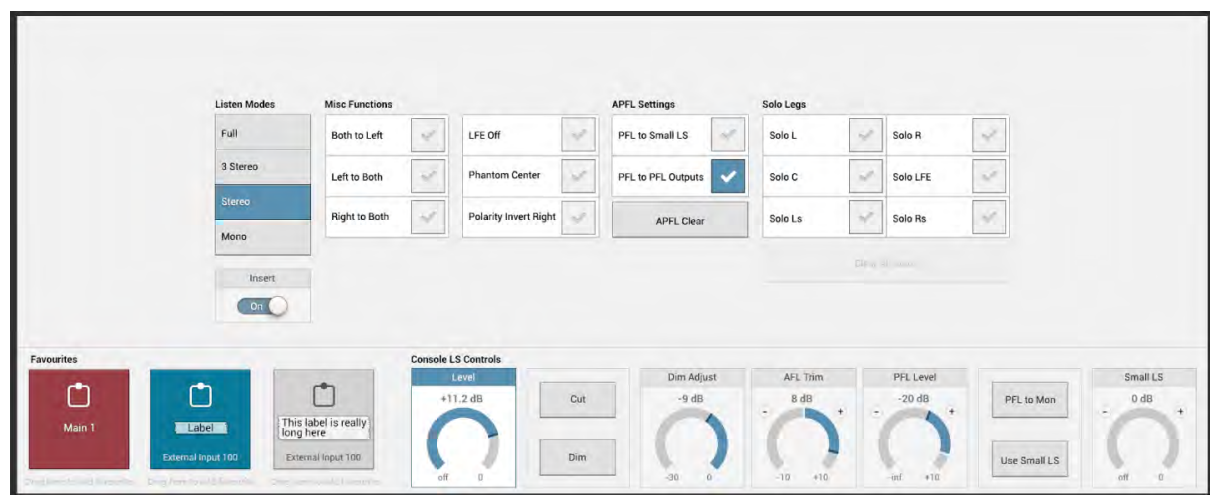 Listen Modes
Full
3 Stereo
Stereo
Mono
Insert
On
Misc Functions
Both to Left
Left to Both
Right to Both
LFE Off
Phantom Center
Polarity Invert Right
APFL Settings
PFL to Small LS
PFL to PFL Outputs
APFL Clear
Solo Legs
Solo L
Solo R
Solo C
Solo LFE
Solo Ls
Solo Rs
Favourites
Main 1
Label
External Input 100
This label is really
long here
External Input 100
Console LS Controls
Level
+11.2 dB
off 0
Cut
Dim
Dim Adjust
-9 dB
-30 0
AFL Trim
8 dB
- +
-10 +10
PFL Level
-20 dB
- +
-inf +10
PFL to Mon
Use Small LS
Small LS
0 dB
- +
off 0